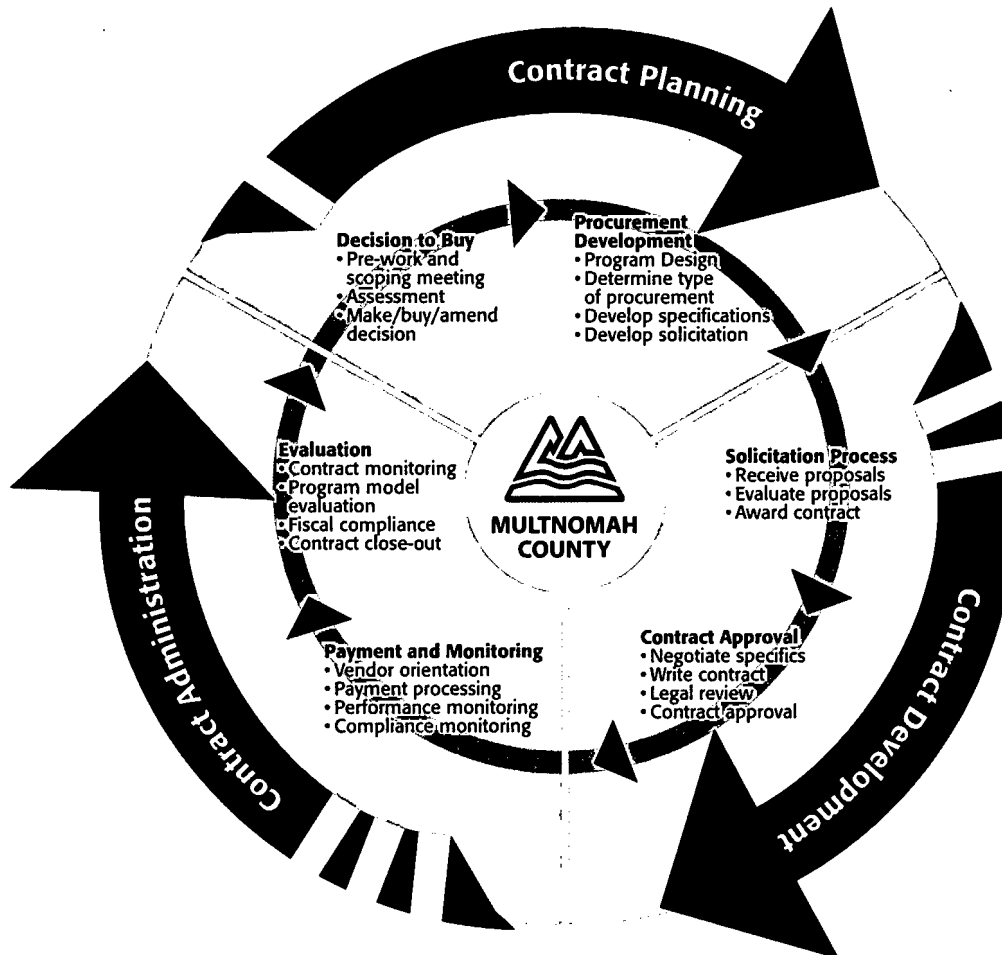 Contract Planning
Decision to Buy
• Pre-work and
scoping meeting
• Assessment
• Make/buy/amend
decision
Procurement
Development
• Program Design
• Determine type
of procurement
• Develop specifications
• Develop solicitation
Solicitation Process
• Receive proposals
• Evaluate proposals
• Award contract
Contract Development
Contract Approval
• Negotiate specifics
• Write contract
• Legal review
• Contract approval
Payment and Monitoring
• Vendor orientation
• Payment processing
• Performance monitoring
• Compliance monitoring
Contract Administration
Evaluation
• Contract monitoring
• Program model
evaluation
• Fiscal compliance
• Contract close-out
MULTNOMAH
COUNTY